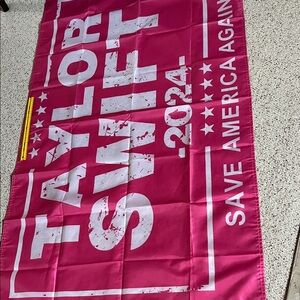 TAYLOR
SWIFT
-2024-
SAVE AMERICA AGAIN